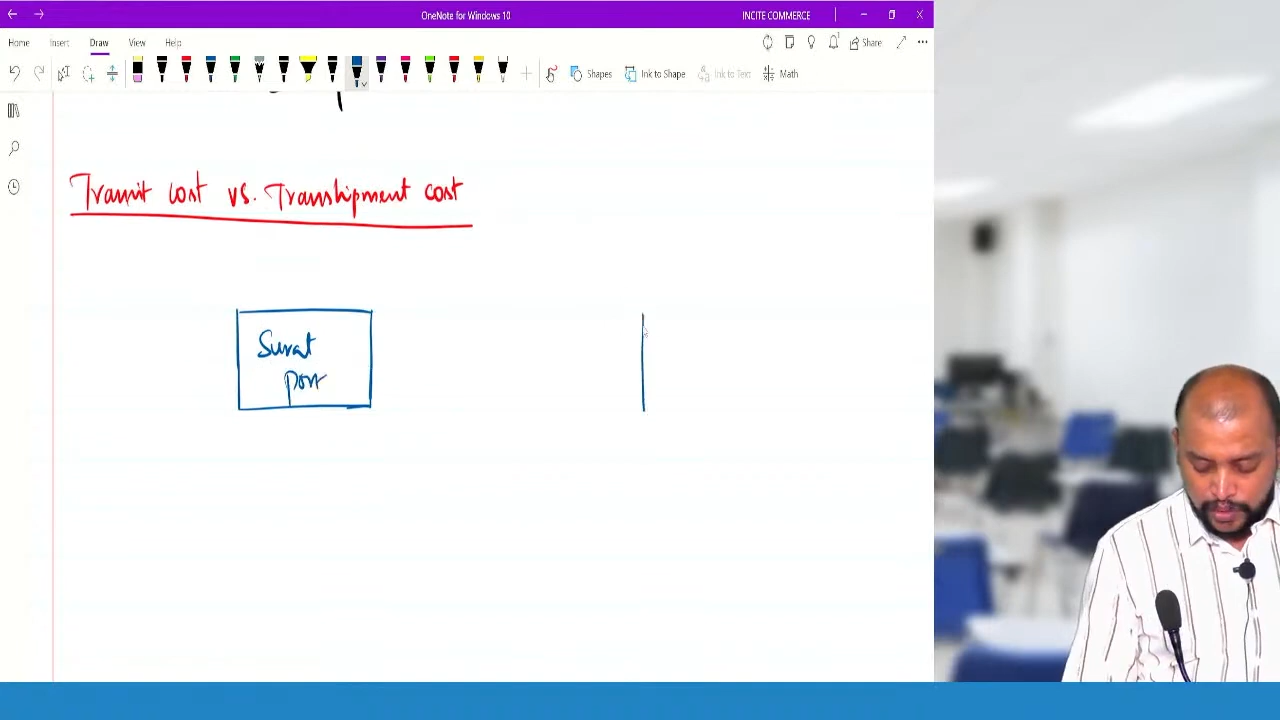 OneNote for Windows 10
INCITE COMMERCE
Home Insert Draw View Help
Share
Shapes Ink to Shape Ink to Text Math
Transit cost vs. Transhipment cost
Surat
port